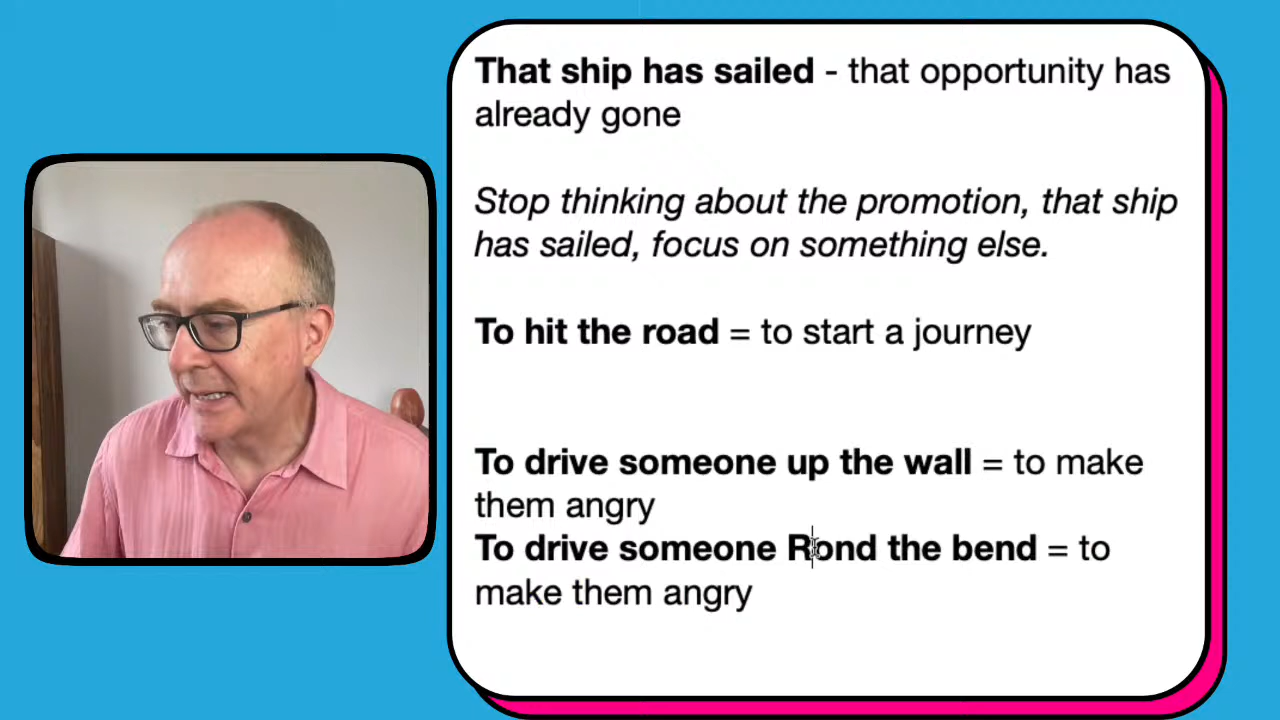 That ship has sailed - that opportunity has
already gone
Stop thinking about the promotion, that ship
has sailed, focus on something else.
To hit the road = to start a journey
To drive someone up the wall = to make
them angry
To drive someone Rond the bend = to
make them angry